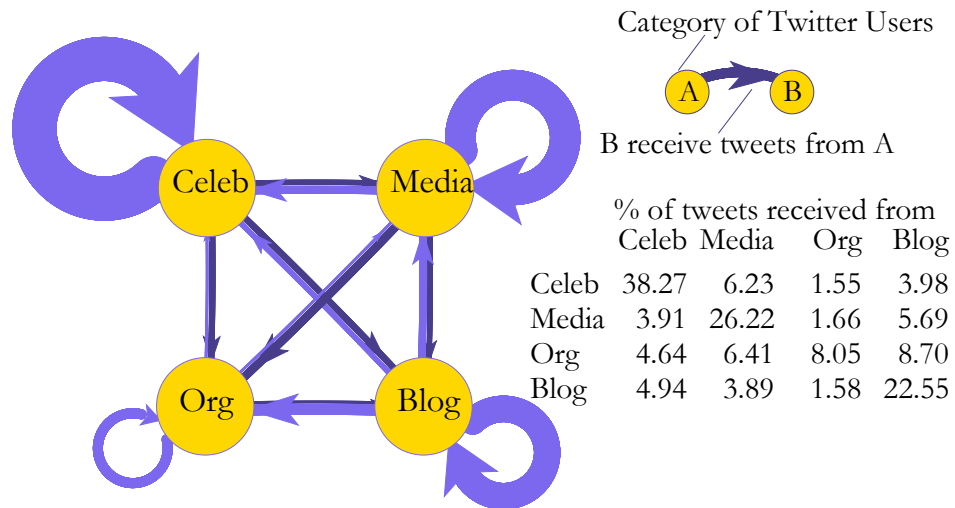 Category of Twitter Users
A B
B receive tweets from A
Celeb Media
Org Blog
% of tweets received from
Celeb Media Org Blog
Celeb 38.27 6.23 1.55 3.98
Media 3.91 26.22 1.66 5.69
Org 4.64 6.41 8.05 8.70
Blog 4.94 3.89 1.58 22.55